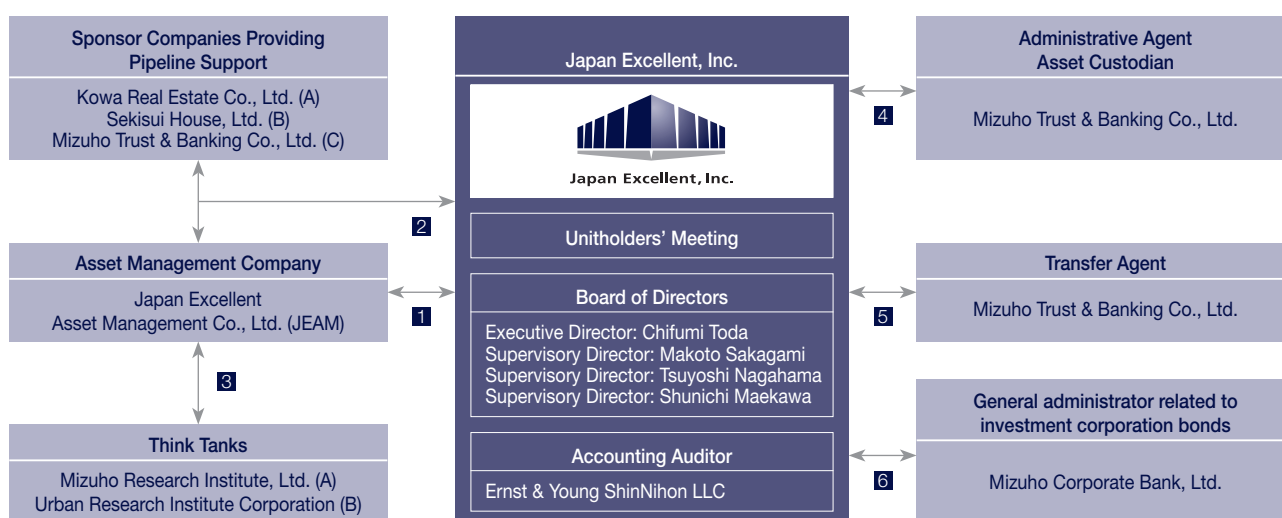 Sponsor Companies Providing
Pipeline Support
Kowa Real Estate Co., Ltd. (A)
Sekisui House, Ltd. (B)
Mizuho Trust & Banking Co., Ltd. (C)
2
Asset Management Company
Japan Excellent
Asset Management Co., Ltd. (JEAM)
1
3
Think Tanks
Mizuho Research Institute, Ltd. (A)
Urban Research Institute Corporation (B)
Japan Excellent, Inc.
Japan Excellent, Inc.
Unitholders’ Meeting
Board of Directors
Executive Director: Chifumi Toda
Supervisory Director: Makoto Sakagami
Supervisory Director: Tsuyoshi Nagahama
Supervisory Director: Shunichi Maekawa
Accounting Auditor
Ernst & Young ShinNihon LLC
Administrative Agent
Asset Custodian
4
Mizuho Trust & Banking Co., Ltd.
Transfer Agent
5
Mizuho Trust & Banking Co., Ltd.
General administrator related to
investment corporation bonds
6
Mizuho Corporate Bank, Ltd.